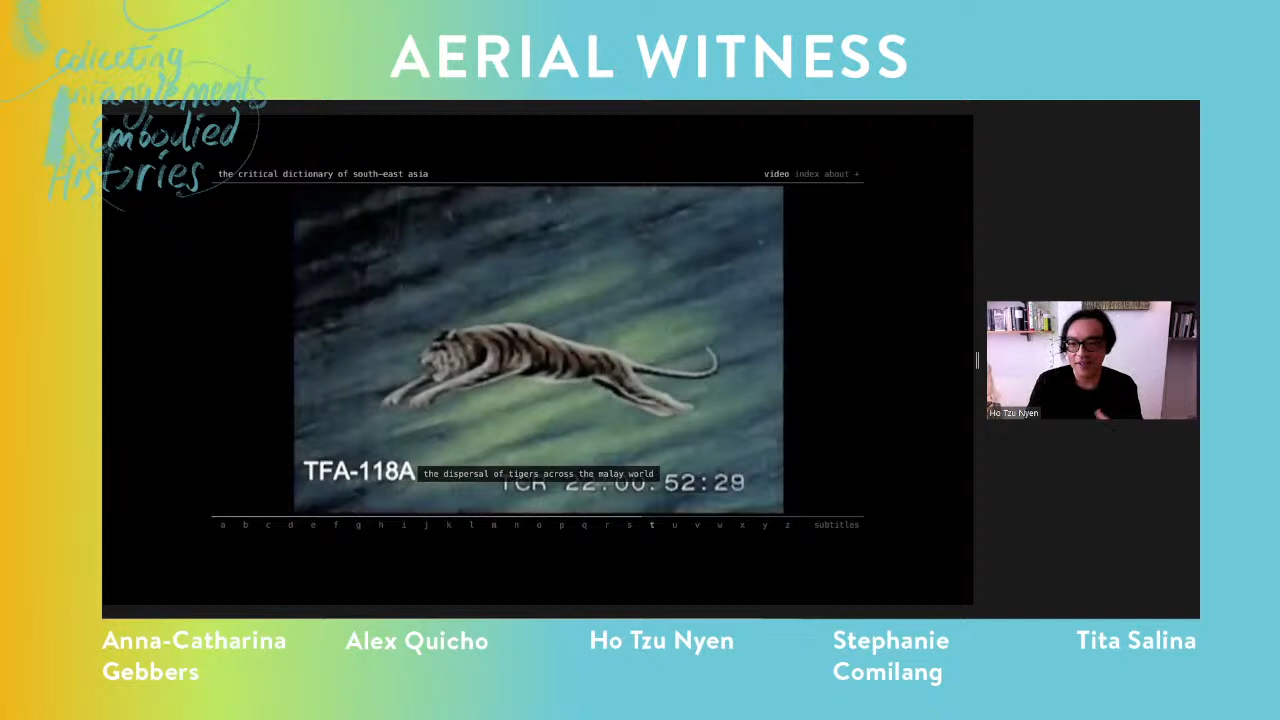 AERIAL WITNESS
Collecting
Entanglements
Embodied
Histories
the critical dictionary of south-east asia
video index about +
TFA-118A
the dispersal of tigers across the malay world
TCR 22:00:52:29
a b c d e f g h i j k l m n o p q r s t u v w x y z subtitles
Ho Tzu Nyen
Anna-Catharina
Gebbers
Alex Quicho
Ho Tzu Nyen
Stephanie
Comilang
Tita Salina